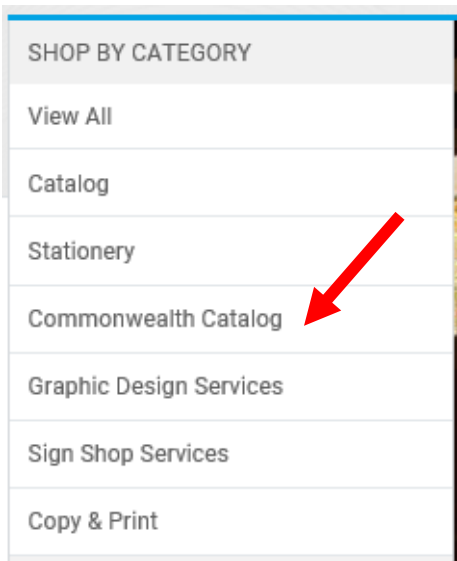 SHOP BY CATEGORY
View All
Catalog
Stationery
Commonwealth Catalog
Graphic Design Services
Sign Shop Services
Copy & Print